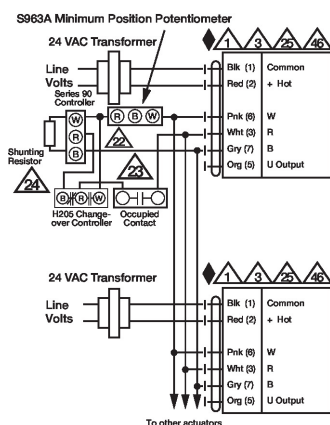 S963A Minimum Position Potentiometer
24 VAC Transformer
1 3 25 46
Line
Volts
Blk (1) Common
Red (2) + Hot
Series 90
Controller
W
R
B
R B W
Pnk (6) W
Wht (3) R
Gry (7) B
Org (5) U Output
22
Shunting
Resistor
24
23
B R W
H205 Change-
over Controller
Occupied
Contact
24 VAC Transformer
1 3 25 46
Line
Volts
Blk (1) Common
Red (2) + Hot
Pnk (6) W
Wht (3) R
Gry (7) B
Org (5) U Output
To other actuators